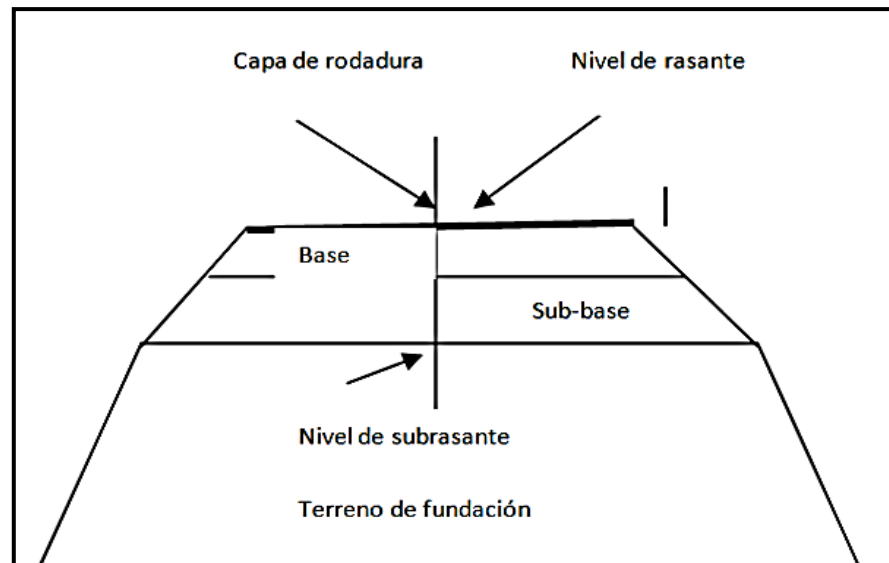 Capa de rodadura
Nivel de rasante
Base
Sub-base
Nivel de subrasante
Terreno de fundación